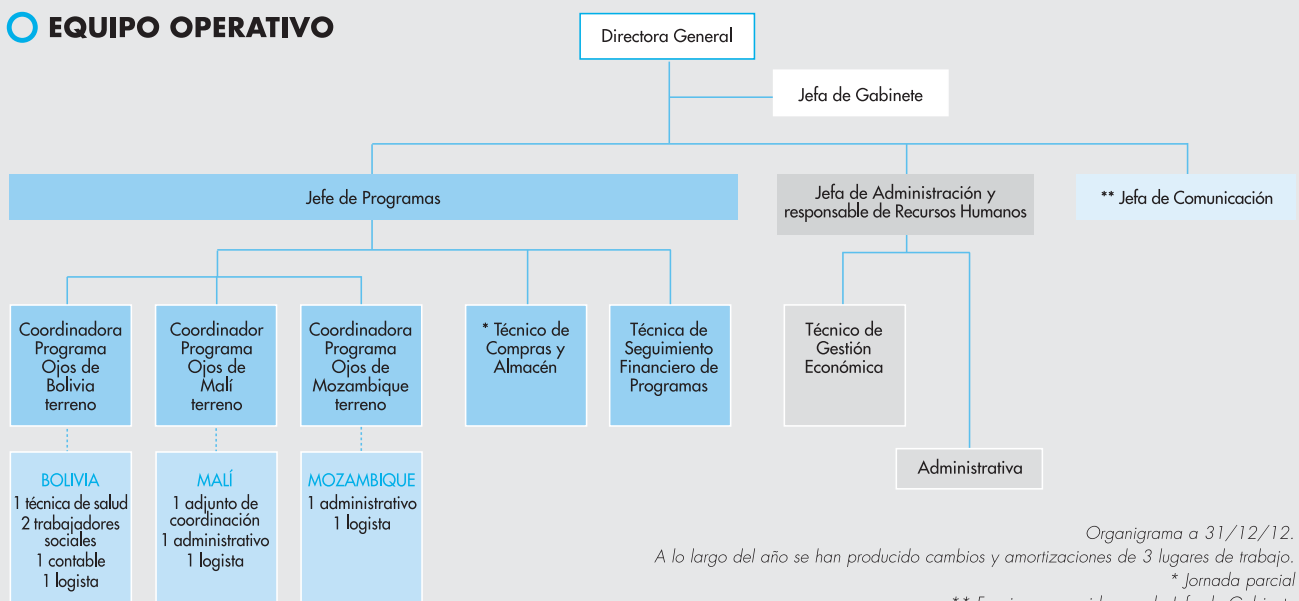 EQUIPO OPERATIVO
Directora General
Jefa de Gabinete
Jefe de Programas
Jefa de Administración y
responsable de Recursos Humanos
** Jefa de Comunicación
Coordinadora
Programa
Ojos de
Bolivia
terreno
Coordinador
Programa
Ojos de
Malí
terreno
Coordinadora
Programa
Ojos de
Mozambique
terreno
* Técnico de
Compras y
Almacén
Técnica de
Seguimiento
Financiero de
Programas
Técnico de
Gestión
Económica
Administrativa
BOLIVIA
1 técnica de salud
2 trabajadores
sociales
1 contable
1 logista
MALÍ
1 adjunto de
coordinación
1 administrativo
1 logista
MOZAMBIQUE
1 administrativo
1 logista
Organigrama a 31/12/12.
A lo largo del año se han producido cambios y amortizaciones de 3 lugares de trabajo.
* Jornada parcial